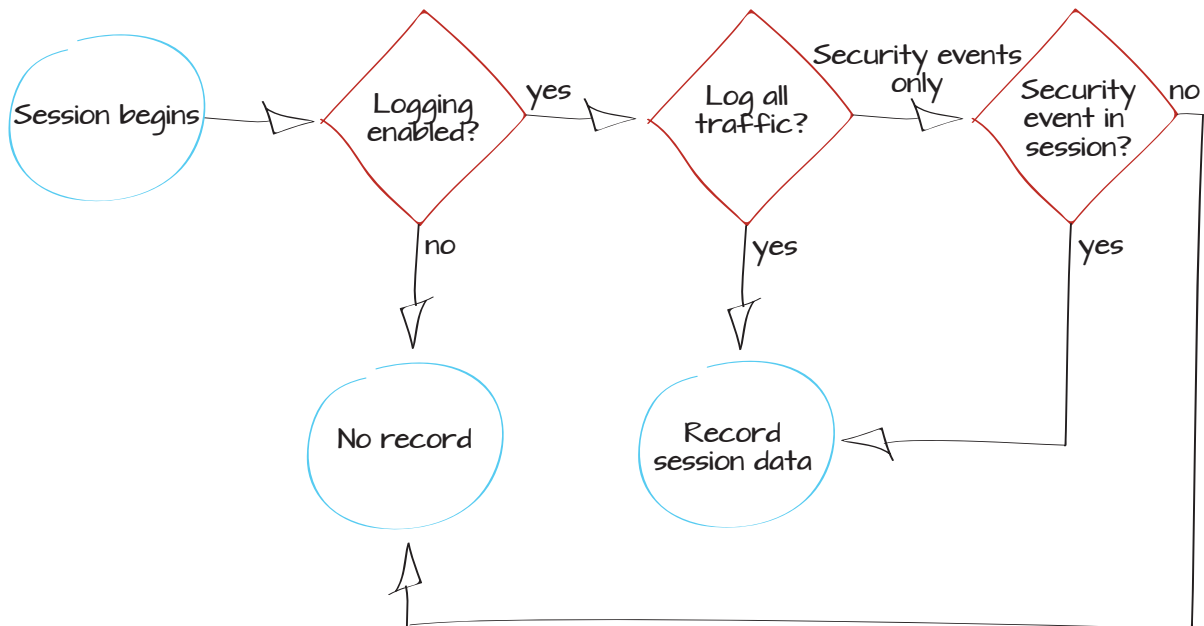 Session begins
Logging
enabled?
yes
no
Log all
traffic?
Security events
only
yes
Security
event in
session?
no
yes
No record
Record
session data